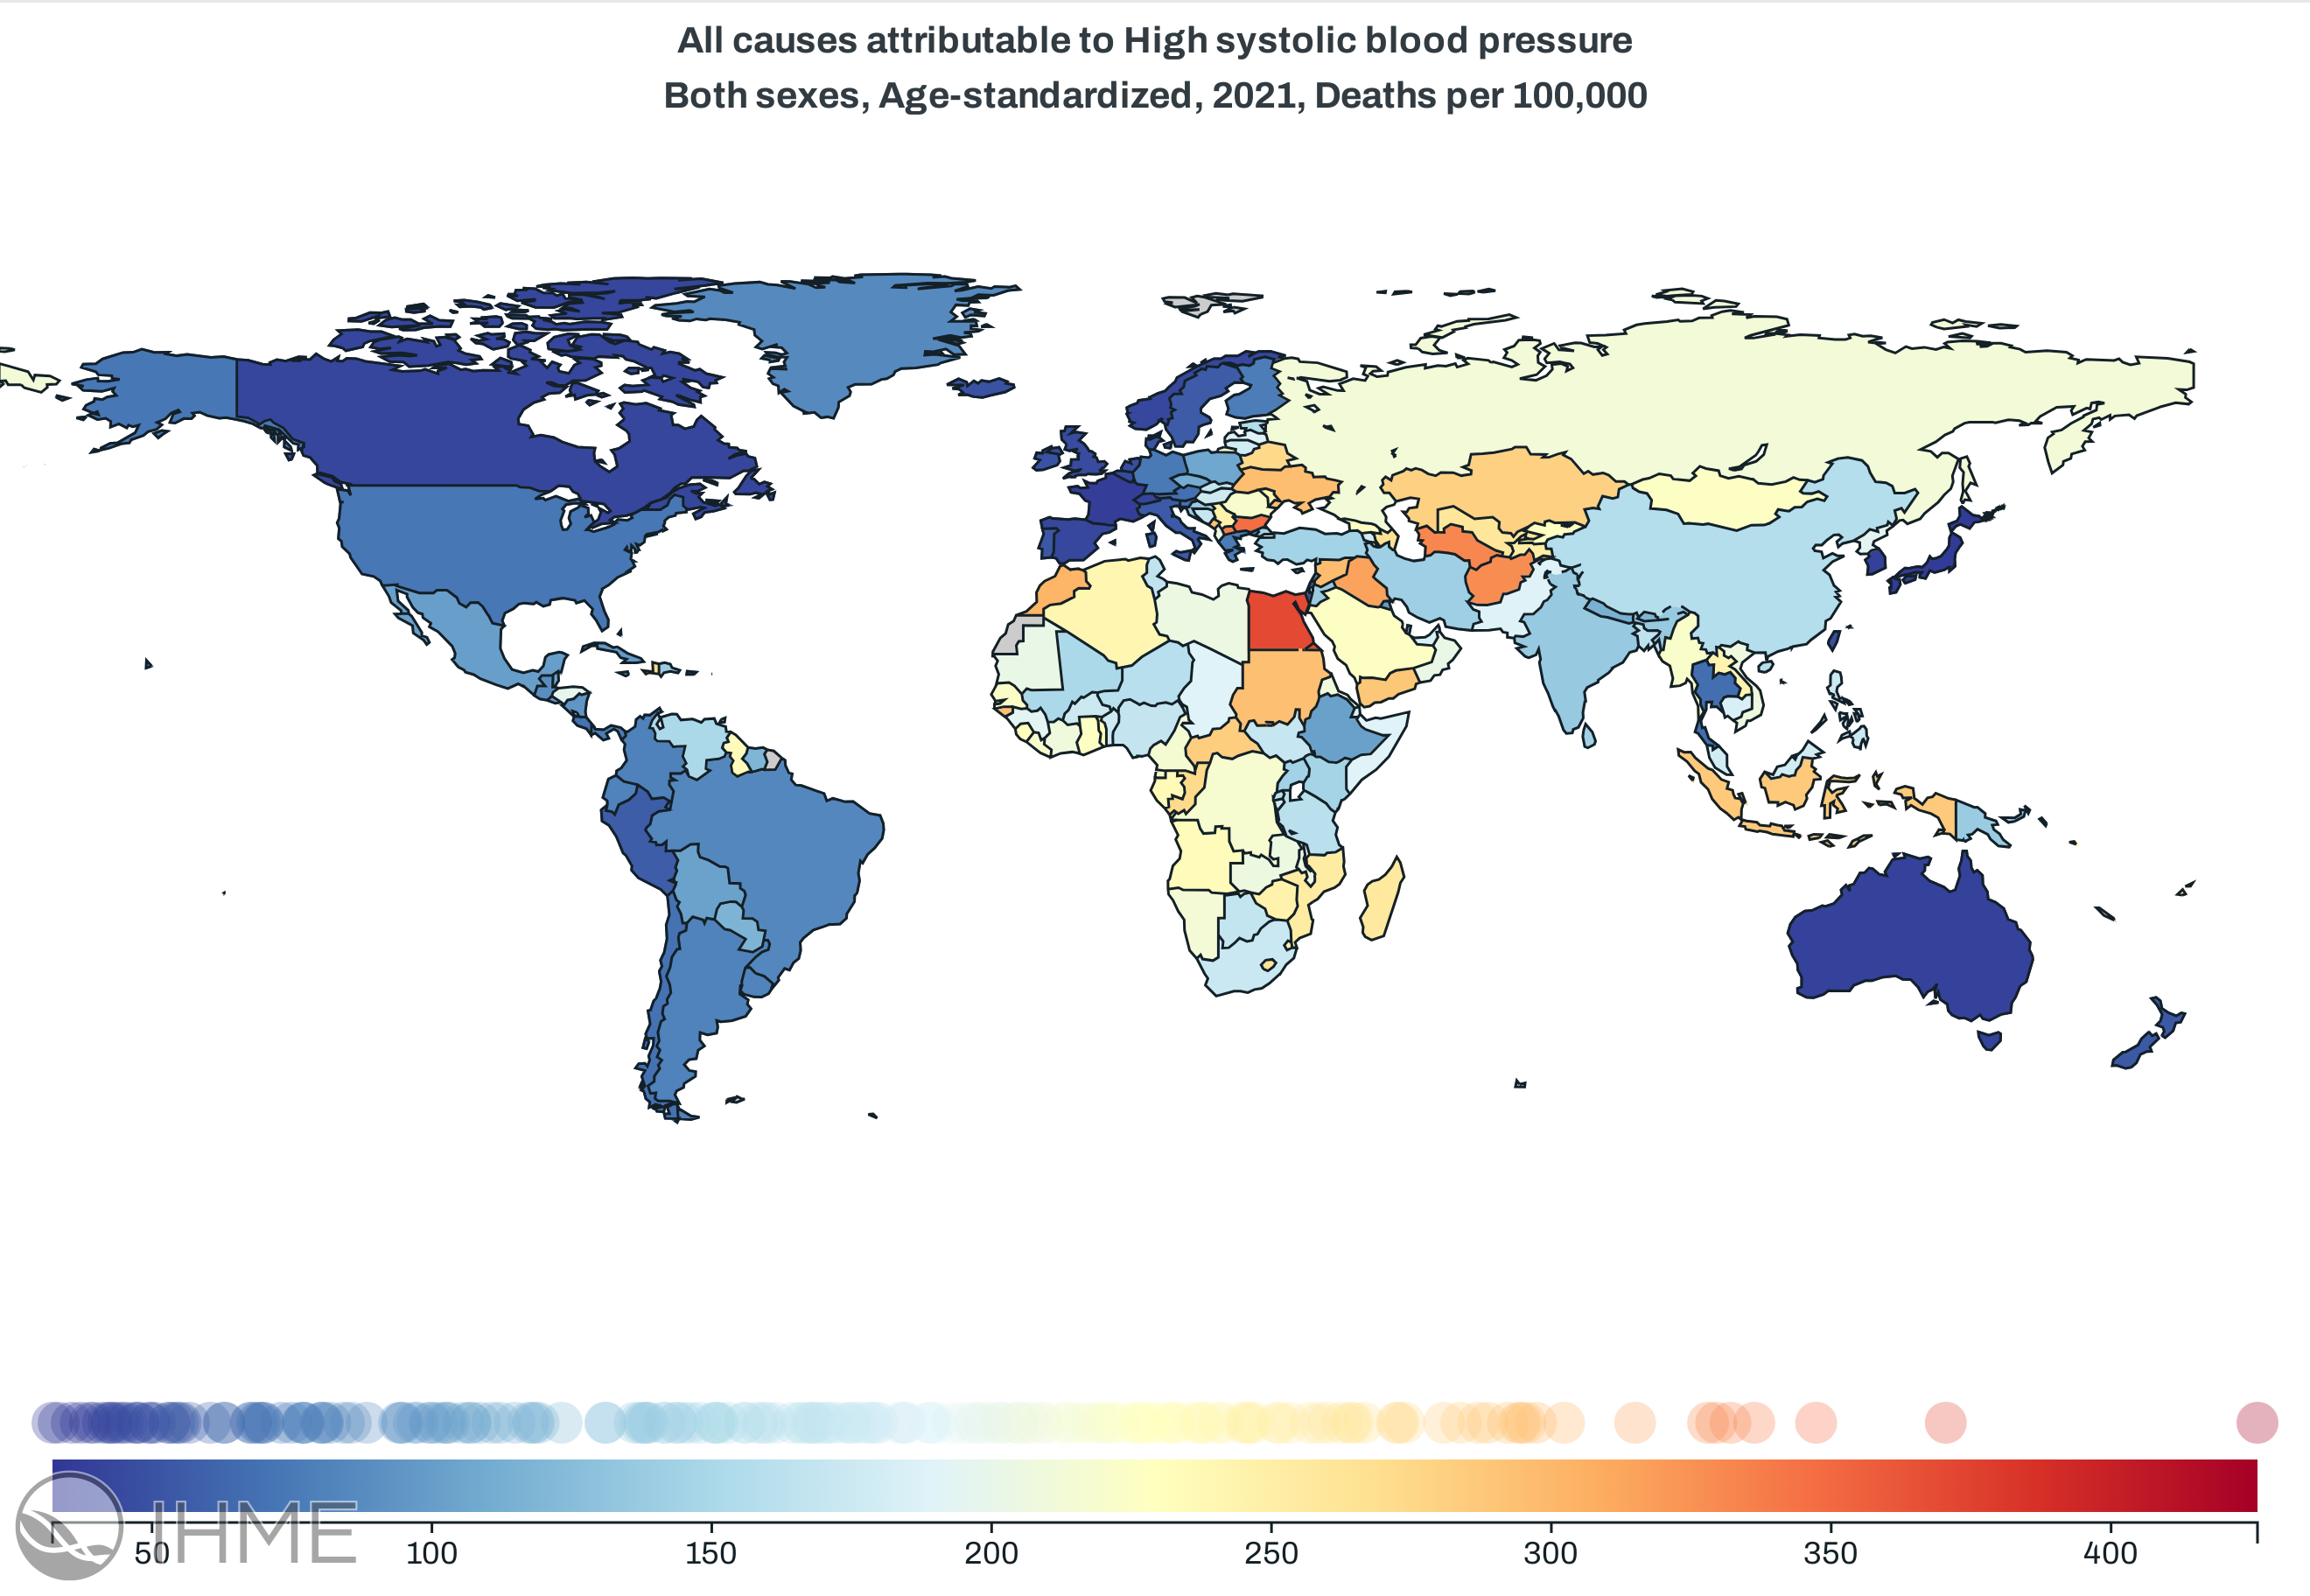 All causes attributable to High systolic blood pressure
Both sexes, Age-standardized, 2021, Deaths per 100,000
IHME
50 100 150 200 250 300 350 400